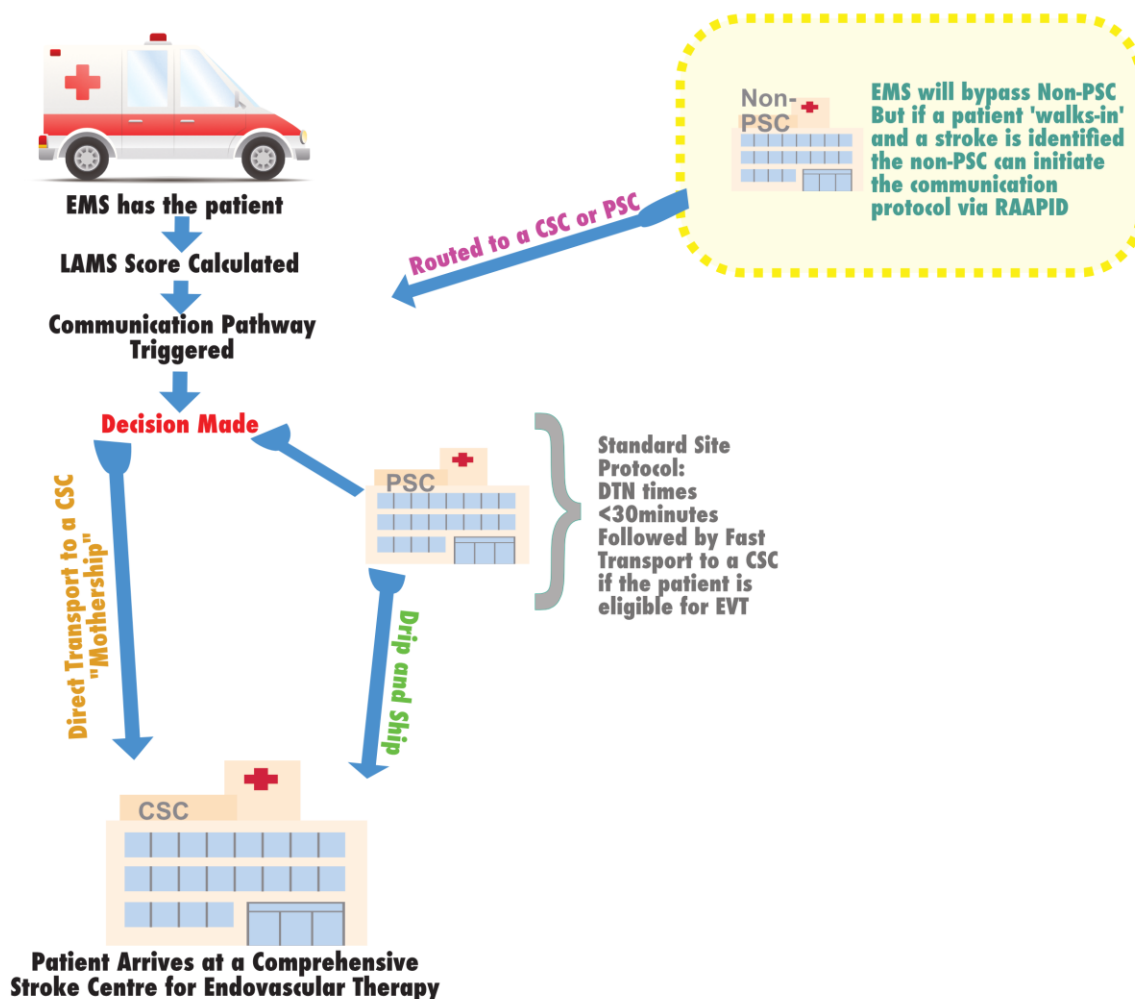 EMS has the patient
LAMS Score Calculated
Communication Pathway
Triggered
Decision Made
Routed to a CSC or PSC
Non-
PSC
EMS will bypass Non-PSC
But if a patient 'walks-in'
and a stroke is identified
the non-PSC can initiate
the communication
protocol via RAAPID
PSC
Standard Site
Protocol:
DTN times
<30minutes
Followed by Fast
Transport to a CSC
if the patient is
eligible for EVT
Direct Transport to a CSC
"Mothership"
Drip and Ship
CSC
Patient Arrives at a Comprehensive
Stroke Centre for Endovascular Therapy